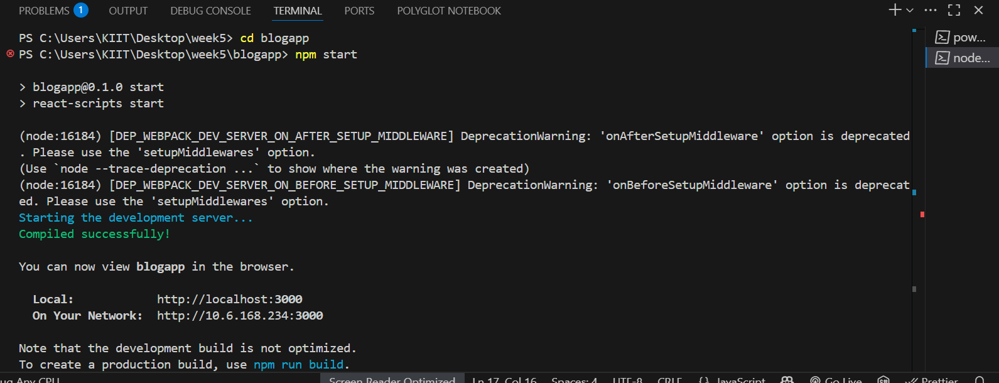 PROBLEMS 1 OUTPUT DEBUG CONSOLE TERMINAL PORTS POLYGLOT NOTEBOOK
PS C:\Users\KIIT\Desktop\week5> cd blogapp
pow...
PS C:\Users\KIIT\Desktop\week5\blogapp> npm start
node...
> blogapp@0.1.0 start
> react-scripts start
(node:16184) [DEP_WEBPACK_DEV_SERVER_ON_AFTER_SETUP_MIDDLEWARE] DeprecationWarning: 'onAfterSetupMiddleware' option is deprecated
. Please use the 'setupMiddlewares' option.
(Use `node --trace-deprecation ...` to show where the warning was created)
(node:16184) [DEP_WEBPACK_DEV_SERVER_ON_BEFORE_SETUP_MIDDLEWARE] DeprecationWarning: 'onBeforeSetupMiddleware' option is deprecat
ed. Please use the 'setupMiddlewares' option.
Starting the development server...
Compiled successfully!
You can now view blogapp in the browser.
Local: http://localhost:3000
On Your Network: http://10.6.168.234:3000
Note that the development build is not optimized.
To create a production build, use npm run build.
ug Any CPU Screen Reader Optimized Ln 17, Col 16 Spaces: 4 UTF-8 CRLF {} JavaScript Go Live Prettier